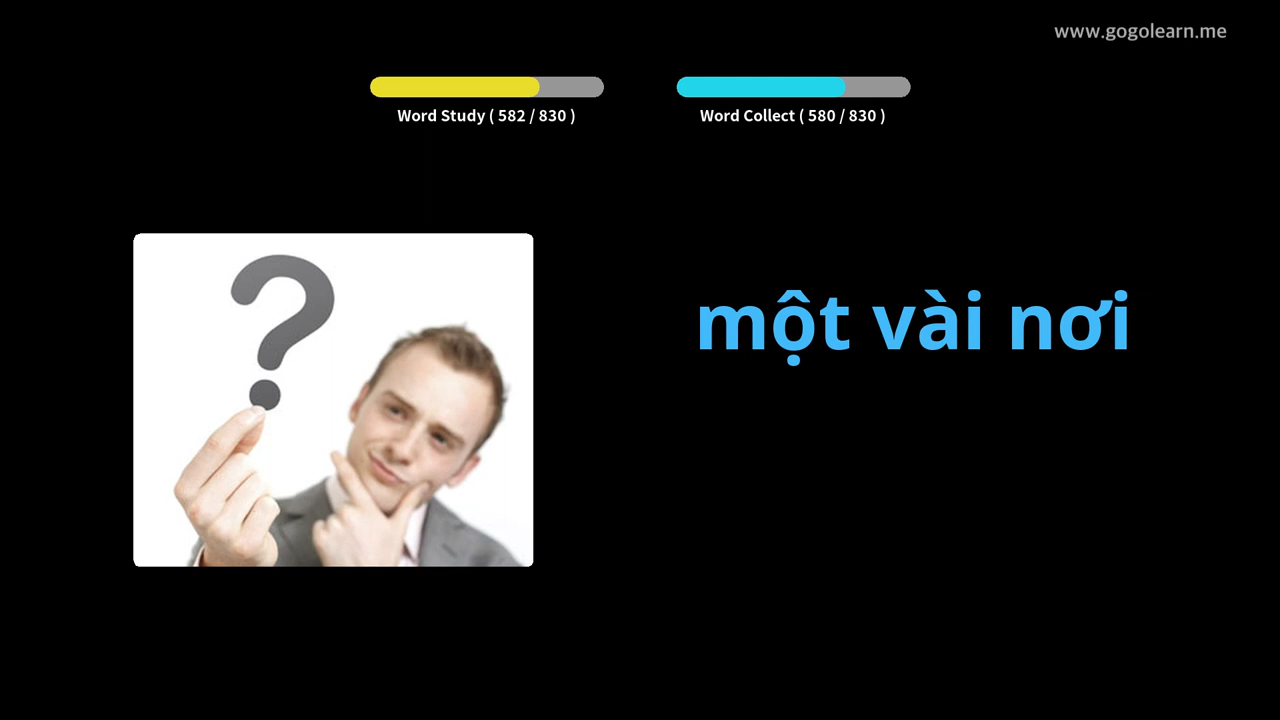 www.gogolearn.me
Word Study ( 582 / 830 )
Word Collect ( 580 / 830 )
?
một vài nơi